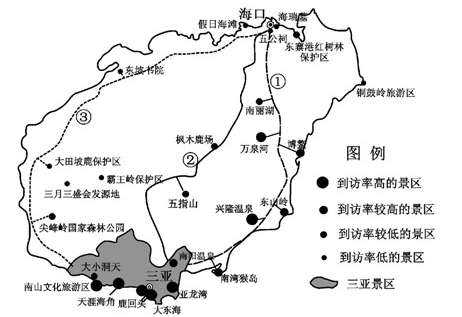 海口
海瑞墓
假日海滩
五公祠
东寨港红树林
保护区
东坡书院
①
铜鼓岭旅游区
南丽湖
③
枫木鹿场
万泉河
博鳌
②
大田坡鹿保护区
霸王岭保护区
三月三盛会发源地
五指山
兴隆温泉
东山岭
尖峰岭国家森林公园
南田温泉
大小洞天
三亚
南湾猴岛
南山文化旅游区
亚龙湾
天涯海角
鹿回头
大东海
图例
到访率高的景区
到访率较高的景区
到访率较低的景区
到访率低的景区
三亚景区